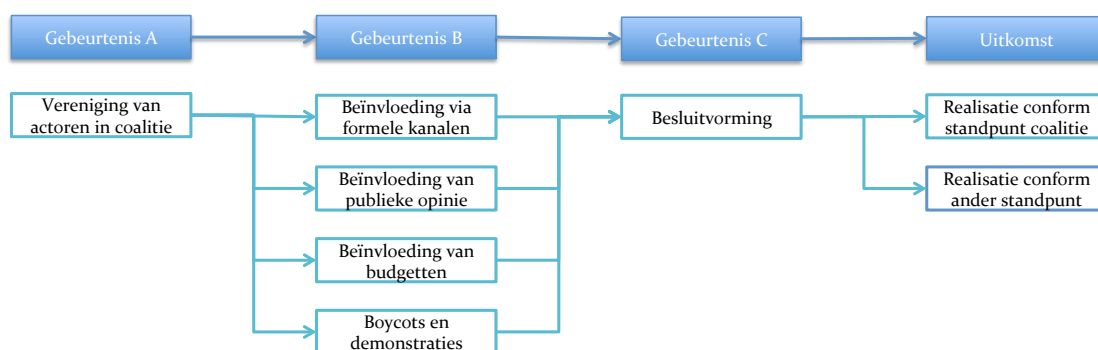 Gebeurtenis A
Gebeurtenis B
Gebeurtenis C
Uitkomst
Vereniging van
actoren in coalitie
Beïnvloeding via
formele kanalen
Besluitvorming
Realisatie conform
standpunt coalitie
Beïnvloeding van
publieke opinie
Realisatie conform
ander standpunt
Beïnvloeding van
budgetten
Boycots en
demonstraties